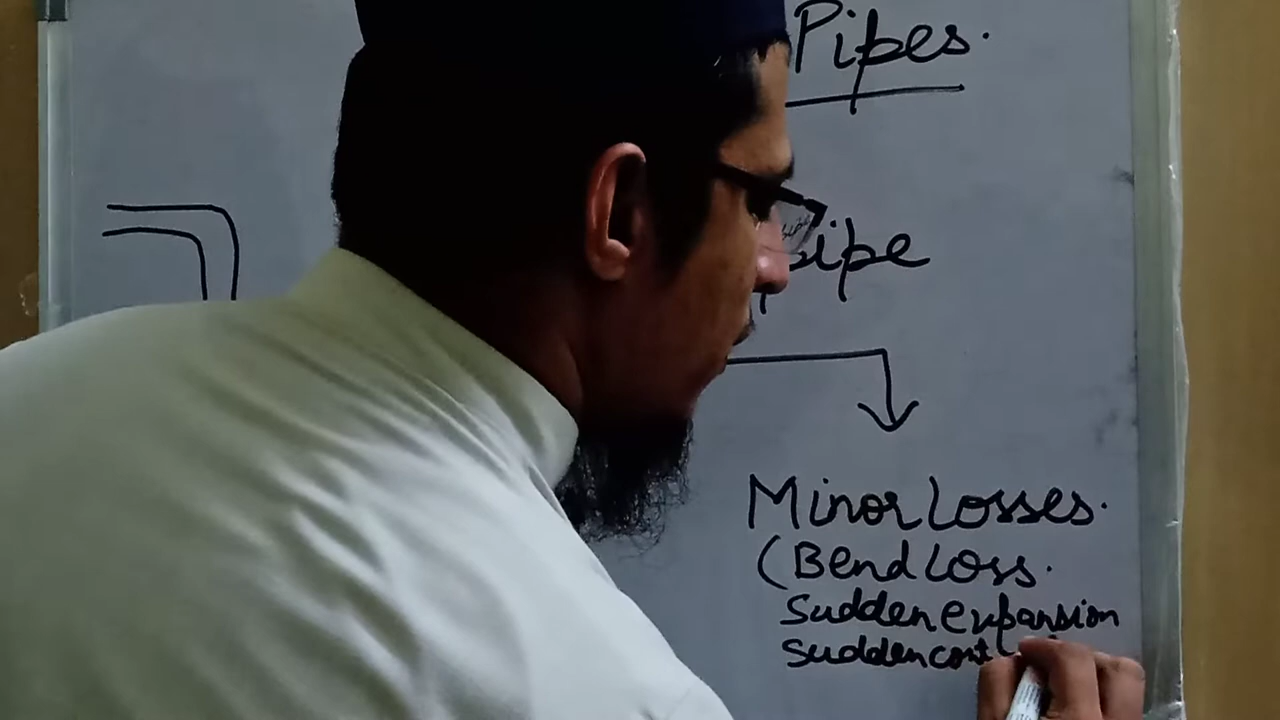 Pipes.
pipe
Minor Losses.
(Bend Loss.
Sudden expansion
Sudden cont